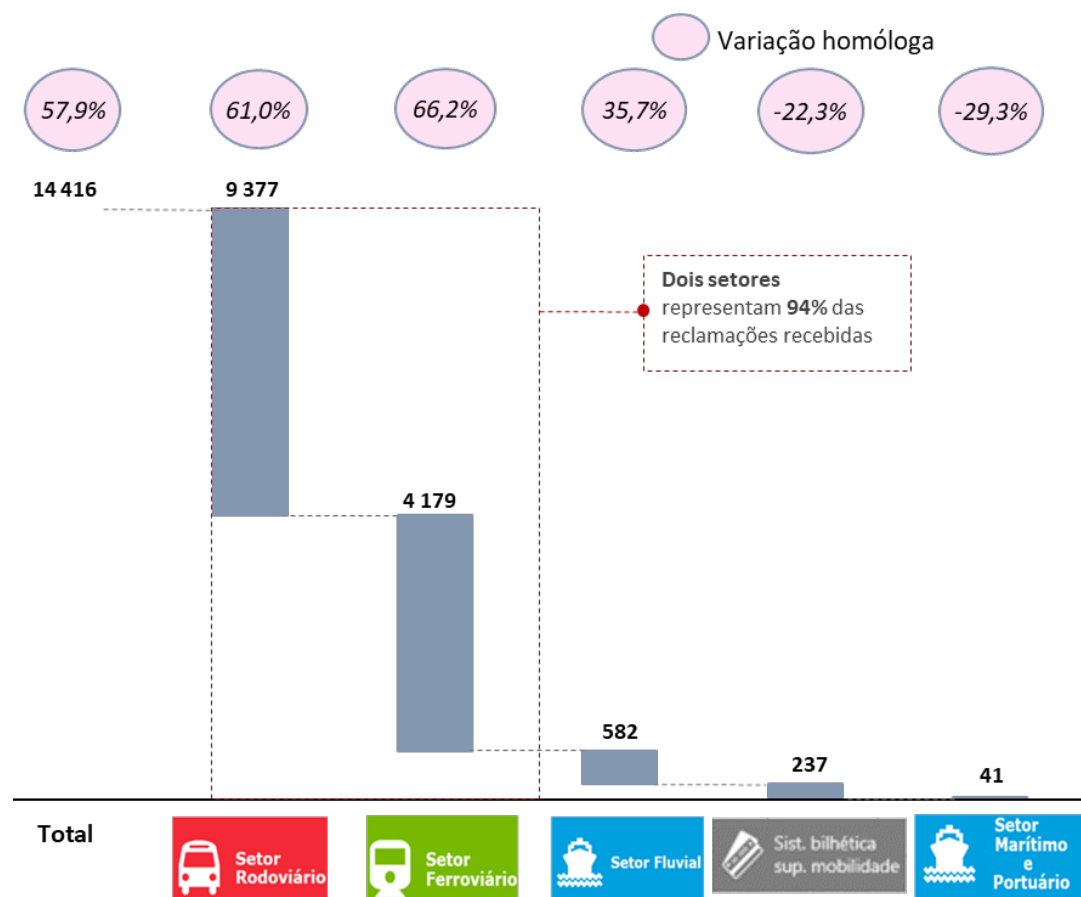 Variação homóloga
57,9%
61,0%
66,2%
35,7%
-22,3%
-29,3%
14 416
9 377
Dois setores
representam 94% das
reclamações recebidas
4 179
582
237
41
Total
Setor
Rodoviário
Setor
Ferroviário
Setor Fluvial
Sist. bilhética
sup. mobilidade
Setor
Marítimo
e
Portuário